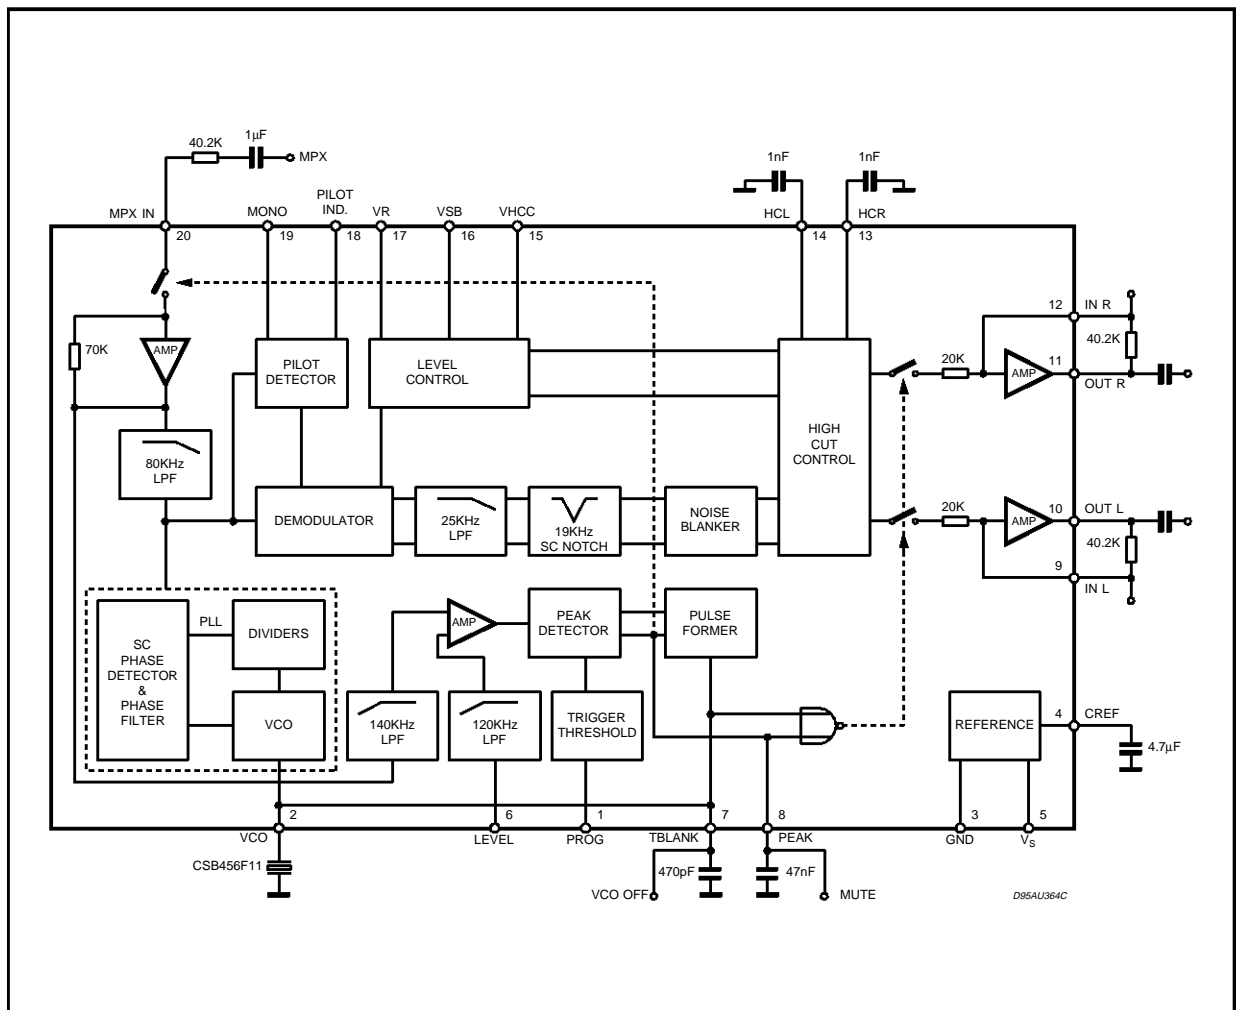 40.2K
1μF
MPX
1nF
1nF
MPX IN
MONO
PILOT
IND.
VR
VSB
VHCC
HCL
HCR
20
19
18
17
16
15
14
13
12
IN R
70K
AMP
PILOT
DETECTOR
LEVEL
CONTROL
20K
AMP
11
40.2K
OUT R
80KHz
LPF
HIGH
CUT
CONTROL
DEMODULATOR
25KHz
LPF
19KHz
SC NOTCH
NOISE
BLANKER
20K
AMP
10
OUT L
40.2K
9
IN L
SC
PHASE
DETECTOR
&
PHASE
FILTER
PLL
DIVIDERS
VCO
AMP
PEAK
DETECTOR
PULSE
FORMER
140KHz
LPF
120KHz
LPF
TRIGGER
THRESHOLD
REFERENCE
4
CREF
4.7μF
2
6
1
7
8
3
5
VCO
LEVEL
PROG
TBLANK
PEAK
GND
VS
CSB456F11
470pF
47nF
VCO OFF
MUTE
D95AU364C